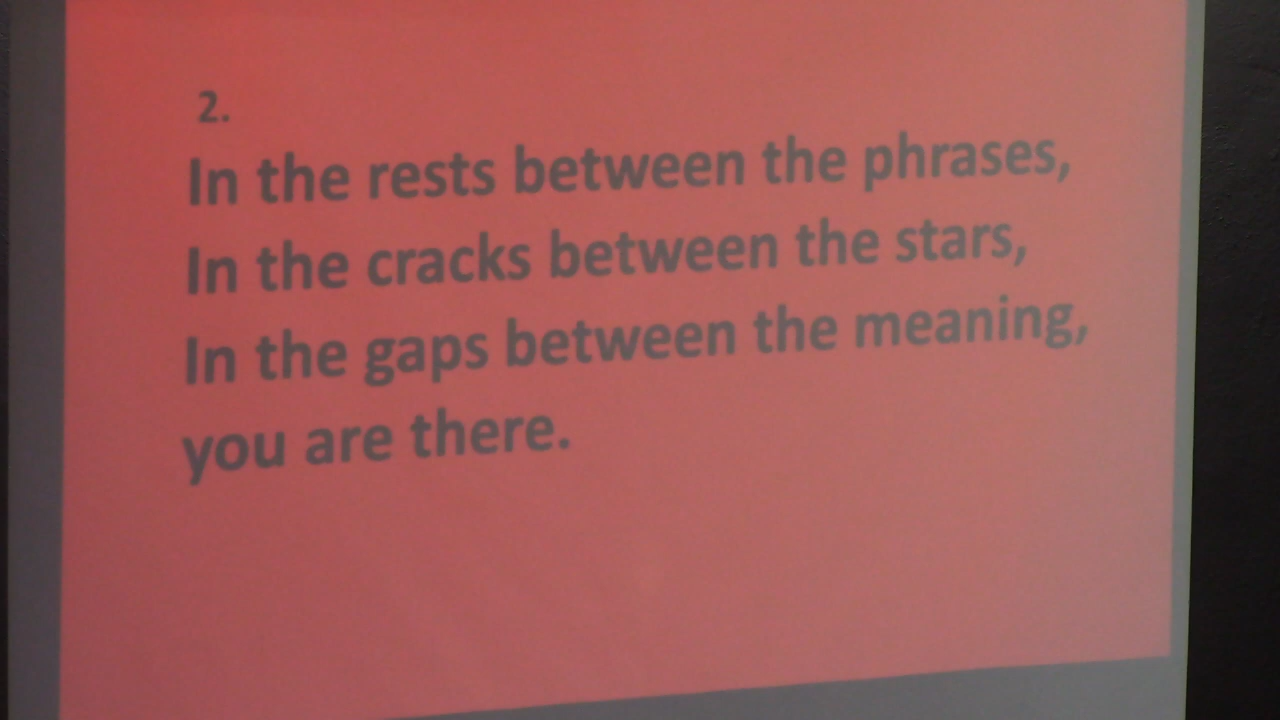 2.
In the rests between the phrases,
In the cracks between the stars,
In the gaps between the meaning,
you are there.